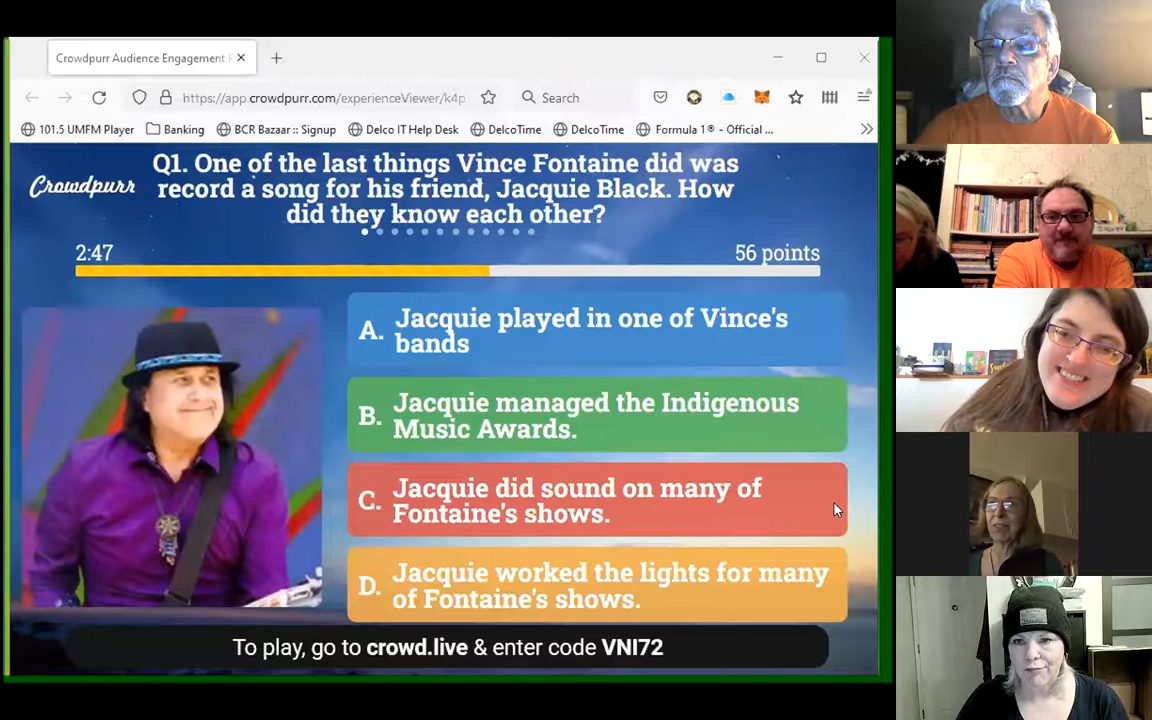 Crowdpurr Audience Engagement
https://app.crowdpurr.com/experienceViewer/k4p
Search
101.5 UMFM Player
Banking
BCR Bazaar :: Signup
Delco IT Help Desk
DelcoTime
DelcoTime
Formula 1® - Official ...
Crowdpurr
Q1. One of the last things Vince Fontaine did was
record a song for his friend, Jacquie Black. How
did they know each other?
2:47
56 points
A. Jacquie played in one of Vince's
bands
B. Jacquie managed the Indigenous
Music Awards.
C. Jacquie did sound on many of
Fontaine's shows.
D. Jacquie worked the lights for many
of Fontaine's shows.
To play, go to crowd.live & enter code VNI72